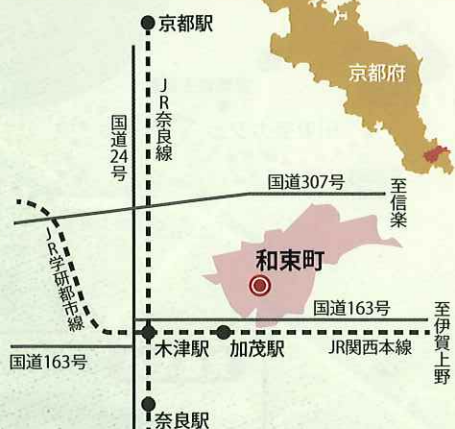 京都駅
京都府
JR奈良線
国道24号
国道307号
至信楽
JR学研都市線
和束町
国道163号
至伊賀上野
国道163号
木津駅
加茂駅
JR関西本線
奈良駅